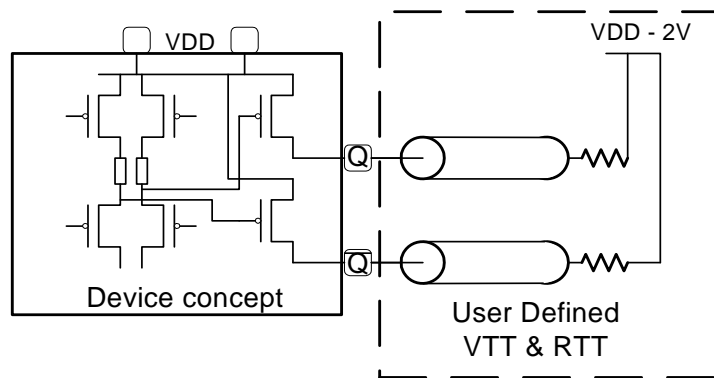 VDD
VDD - 2V
Q
Q̅
Device concept
User Defined
VTT & RTT